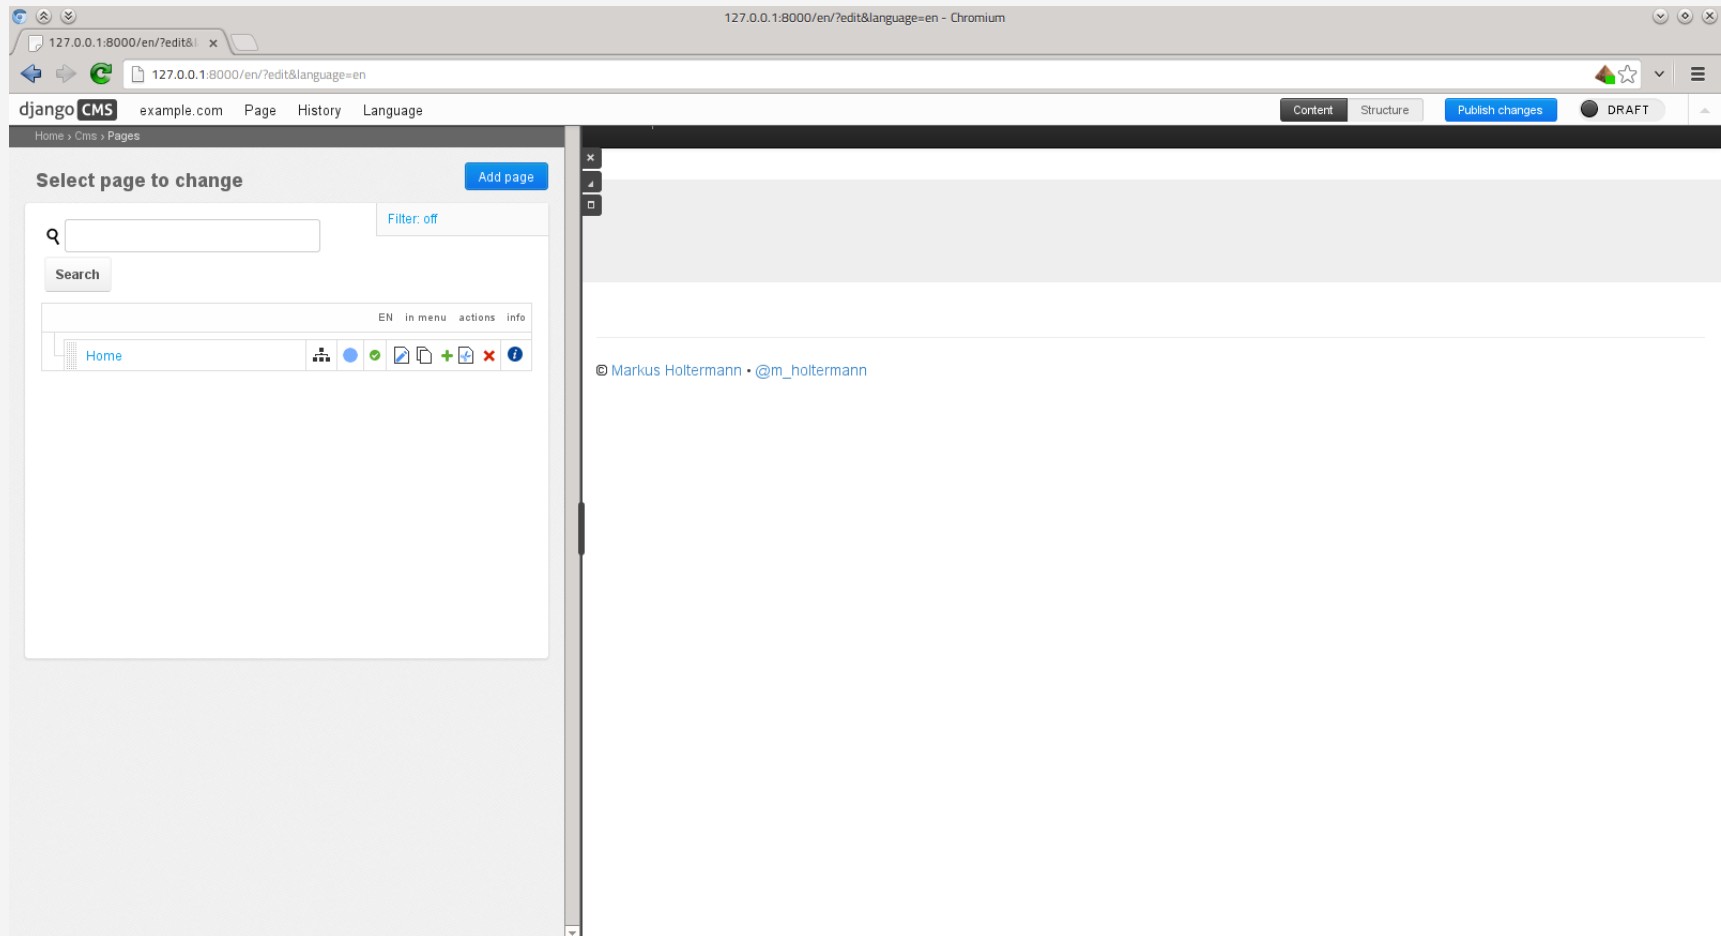 127.0.0.1:8000/en/?edit&language=en - Chromium
127.0.0.1:8000/en/?edit&l
127.0.0.1:8000/en/?edit&language=en
django CMS example.com Page History Language Content Structure Publish changes DRAFT
Home › Cms › Pages
Select page to change Add page
Filter: off
Search
EN in menu actions info
Home
© Markus Holtermann • @m_holtermann